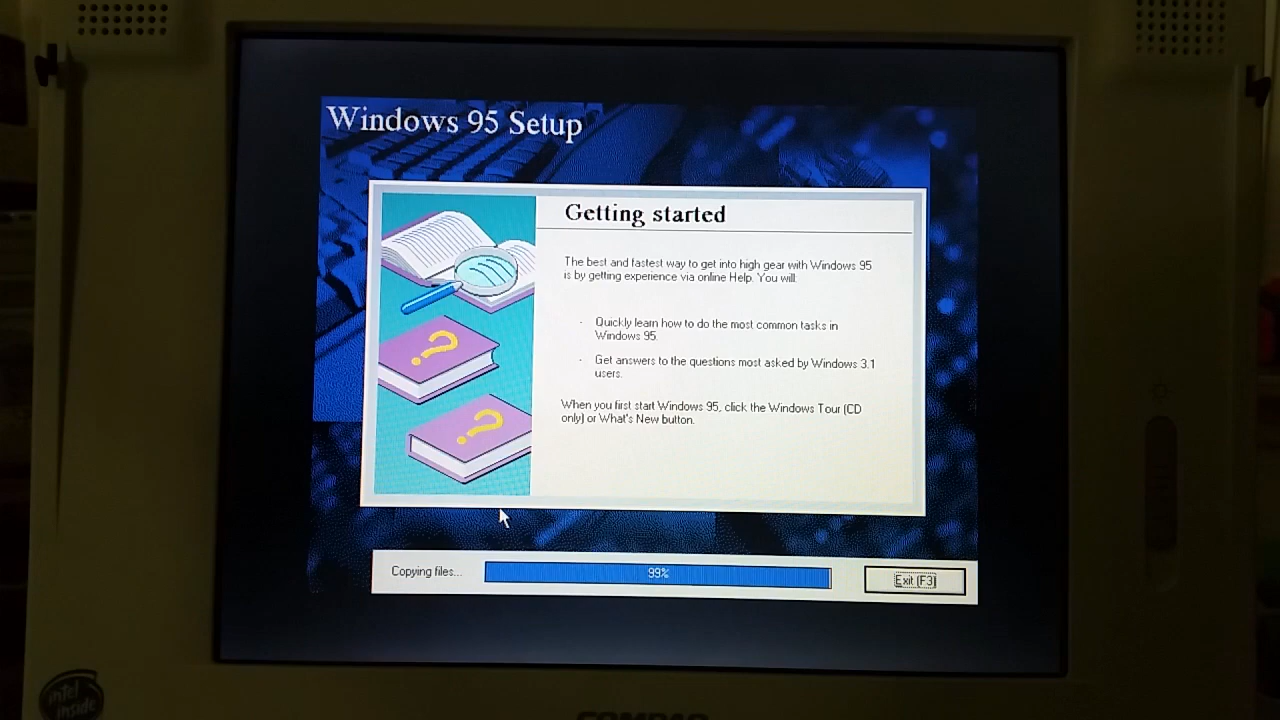 Windows 95 Setup
Getting started
The best and fastest way to get into high gear with Windows 95
is by getting experience via online Help. You will:
- Quickly learn how to do the most common tasks in
Windows 95.
- Get answers to the questions most asked by Windows 3.1
users.
When you first start Windows 95, click the Windows Tour (CD
only) or What's New button.
? 
?
Copying files...
99%
Exit (F3)
intel
inside
COMPAQ